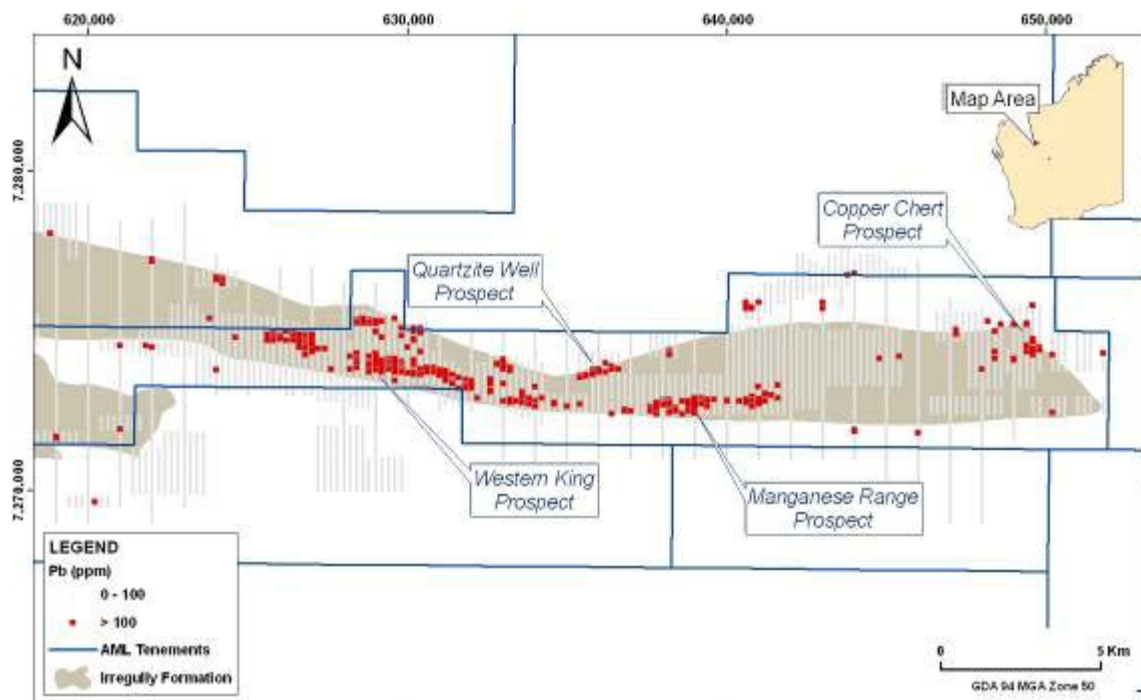 620,000
630,000
640,000
650,000
N
Map Area
7,280,000
Copper Chert
Prospect
Quartzite Well
Prospect
Western King
Prospect
7,270,000
Manganese Range
Prospect
LEGEND
Pb (ppm)
0 - 100
> 100
AML Tenements
Irregully Formation
0
5 Km
GDA 94 MGA Zone 50